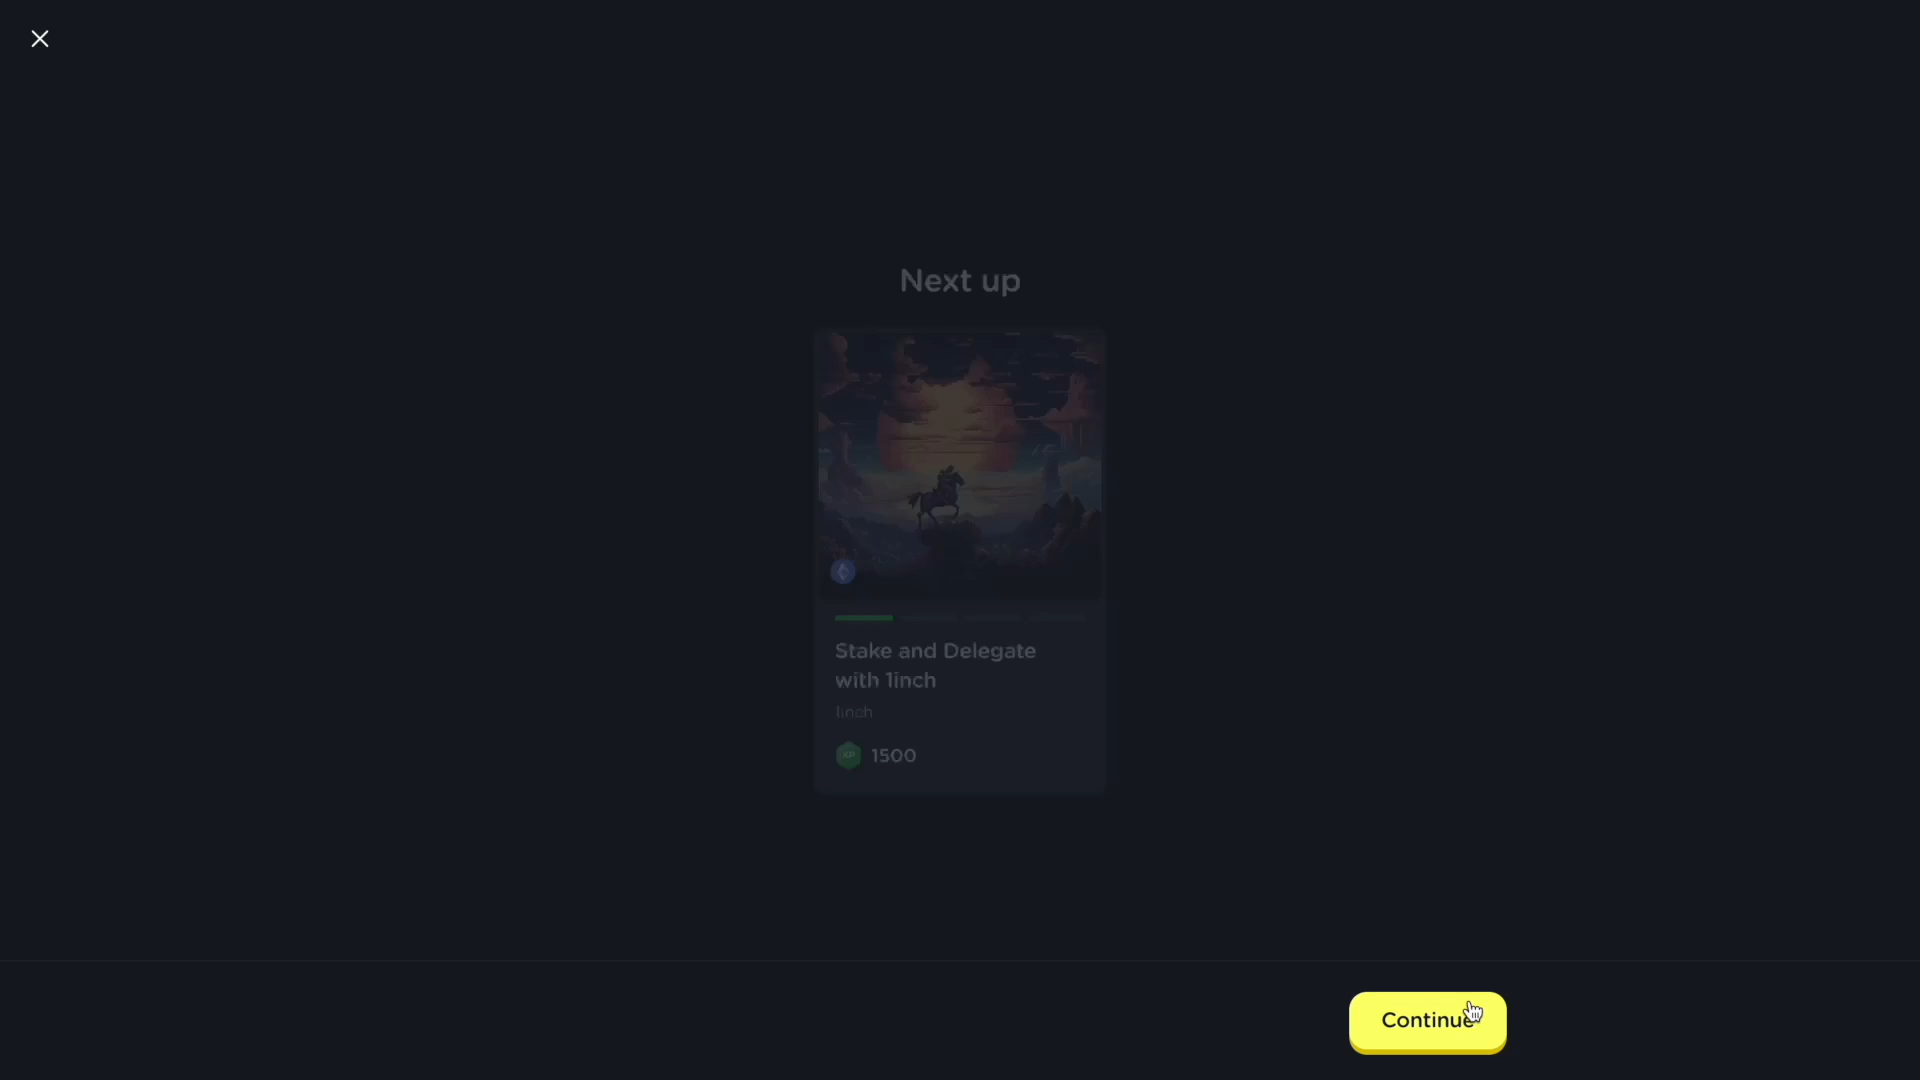 Next up
Stake and Delegate
with 1inch
1inch
1500
Continue